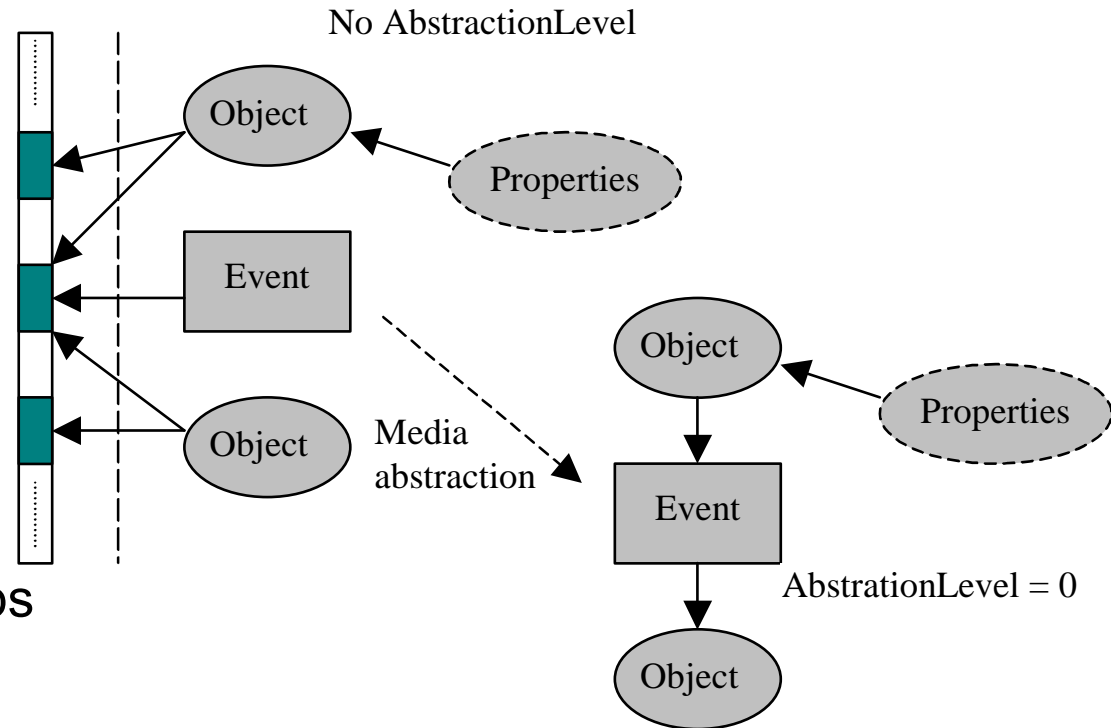 No AbstractionLevel
Object
Properties
Event
Object
Properties
Object
Media
abstraction
Event
AbstrationLevel = 0
Object